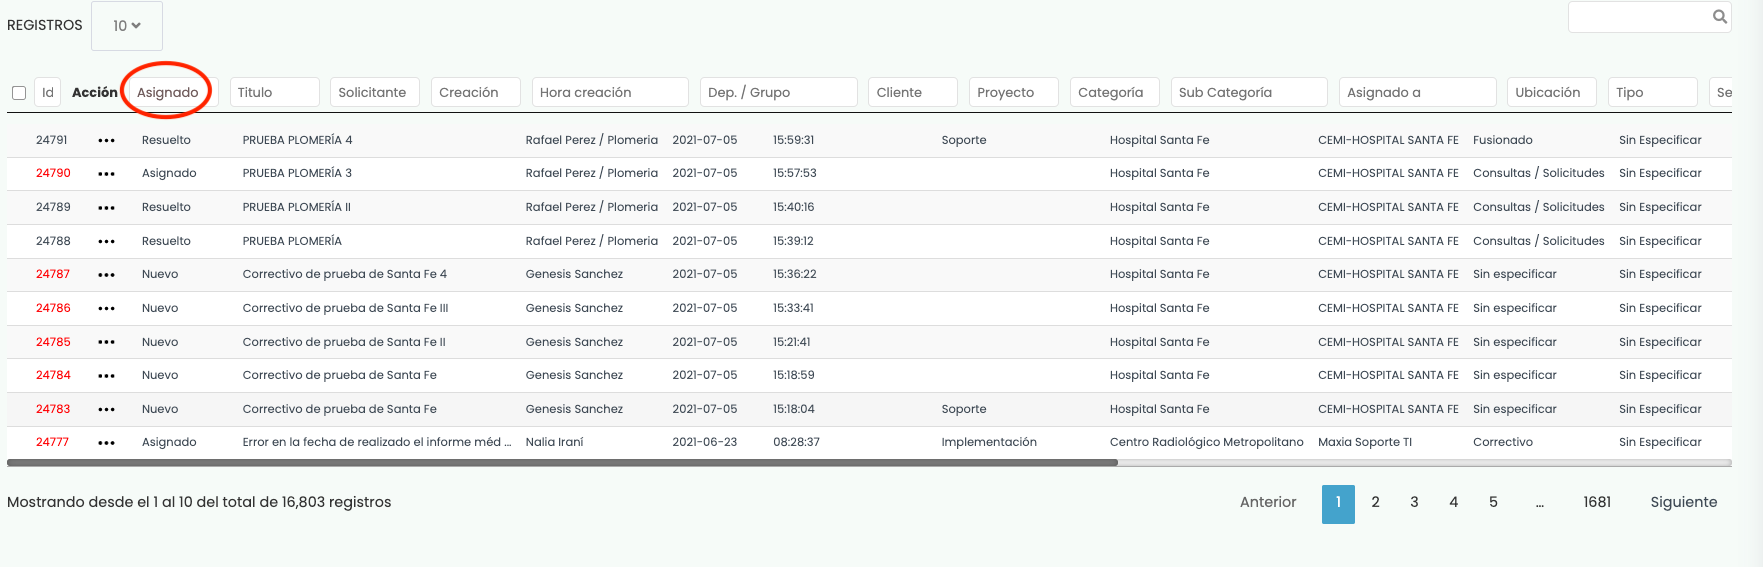 REGISTROS 10
Id Acción Asignado Titulo Solicitante Creación Hora creación Dep. / Grupo Cliente Proyecto Categoría Sub Categoría Asignado a Ubicación Tipo Se
24791 ••• Resuelto PRUEBA PLOMERÍA 4 Rafael Perez / Plomeria 2021-07-05 15:59:31 Soporte Hospital Santa Fe CEMI-HOSPITAL SANTA FE Fusionado Sin Especificar
24790 ••• Asignado PRUEBA PLOMERÍA 3 Rafael Perez / Plomeria 2021-07-05 15:57:53 Hospital Santa Fe CEMI-HOSPITAL SANTA FE Consultas / Solicitudes Sin Especificar
24789 ••• Resuelto PRUEBA PLOMERÍA II Rafael Perez / Plomeria 2021-07-05 15:40:16 Hospital Santa Fe CEMI-HOSPITAL SANTA FE Consultas / Solicitudes Sin Especificar
24788 ••• Resuelto PRUEBA PLOMERÍA Rafael Perez / Plomeria 2021-07-05 15:39:12 Hospital Santa Fe CEMI-HOSPITAL SANTA FE Consultas / Solicitudes Sin Especificar
24787 ••• Nuevo Correctivo de prueba de Santa Fe 4 Genesis Sanchez 2021-07-05 15:36:22 Hospital Santa Fe CEMI-HOSPITAL SANTA FE Sin especificar Sin Especificar
24786 ••• Nuevo Correctivo de prueba de Santa Fe III Genesis Sanchez 2021-07-05 15:33:41 Hospital Santa Fe CEMI-HOSPITAL SANTA FE Sin especificar Sin Especificar
24785 ••• Nuevo Correctivo de prueba de Santa Fe II Genesis Sanchez 2021-07-05 15:21:41 Hospital Santa Fe CEMI-HOSPITAL SANTA FE Sin especificar Sin Especificar
24784 ••• Nuevo Correctivo de prueba de Santa Fe Genesis Sanchez 2021-07-05 15:18:59 Hospital Santa Fe CEMI-HOSPITAL SANTA FE Sin especificar Sin Especificar
24783 ••• Nuevo Correctivo de prueba de Santa Fe Genesis Sanchez 2021-07-05 15:18:04 Soporte Hospital Santa Fe CEMI-HOSPITAL SANTA FE Sin especificar Sin Especificar
24777 ••• Asignado Error en la fecha de realizado el informe méd ... Nalia Iraní 2021-06-23 08:28:37 Implementación Centro Radiológico Metropolitano Maxia Soporte TI Correctivo Sin Especificar
Mostrando desde el 1 al 10 del total de 16,803 registros Anterior 1 2 3 4 5 ... 1681 Siguiente